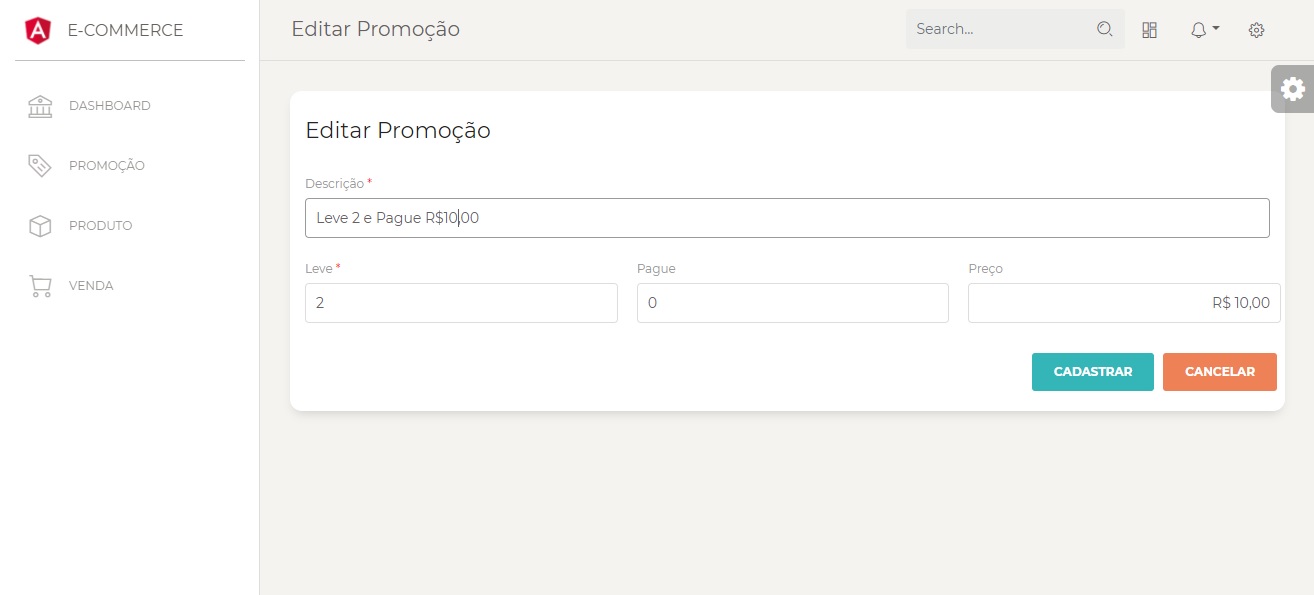 E-COMMERCE
Editar Promoção
Search...
DASHBOARD
PROMOÇÃO
PRODUTO
VENDA
Editar Promoção
Descrição *
Leve 2 e Pague R$10,00
Leve * Pague Preço
2 0 R$ 10,00
CADASTRAR CANCELAR